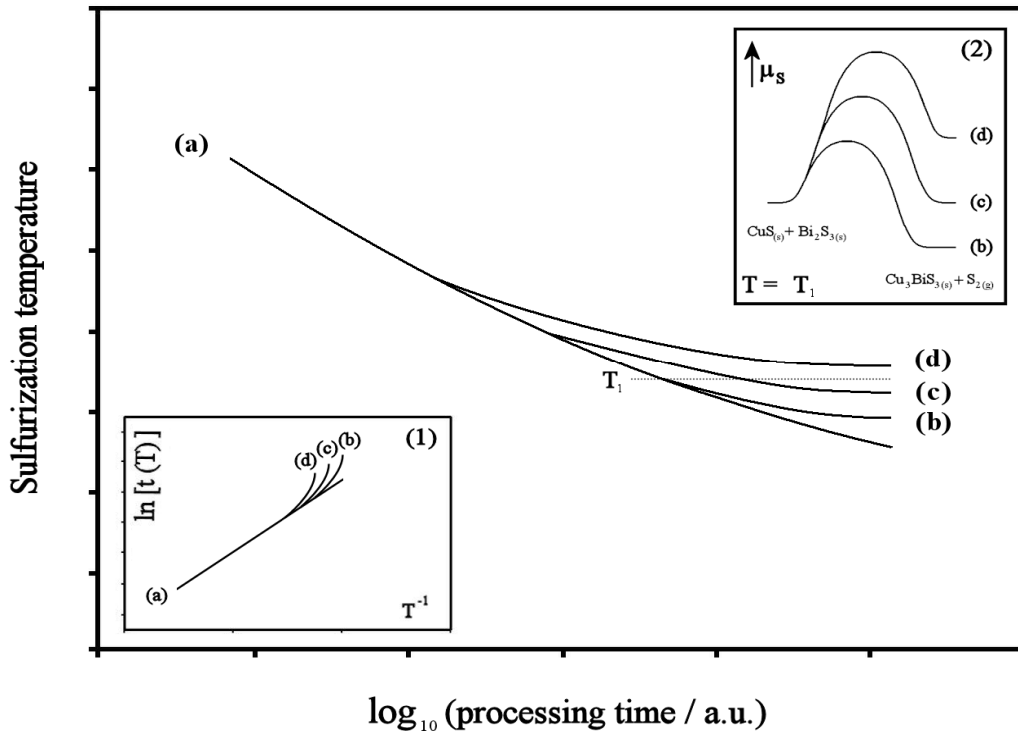 (2)
μS
(a)
(d)
(c)
CuS(s) + Bi2S3(s)
(b)
T = T1
Cu3BiS3(s) + S2(g)
Sulfurization temperature
(d)
T1
(c)
(b)
(1)
ln [t (T)]
(d)(c)(b)
(a)
T-1
log10 (processing time / a.u.)